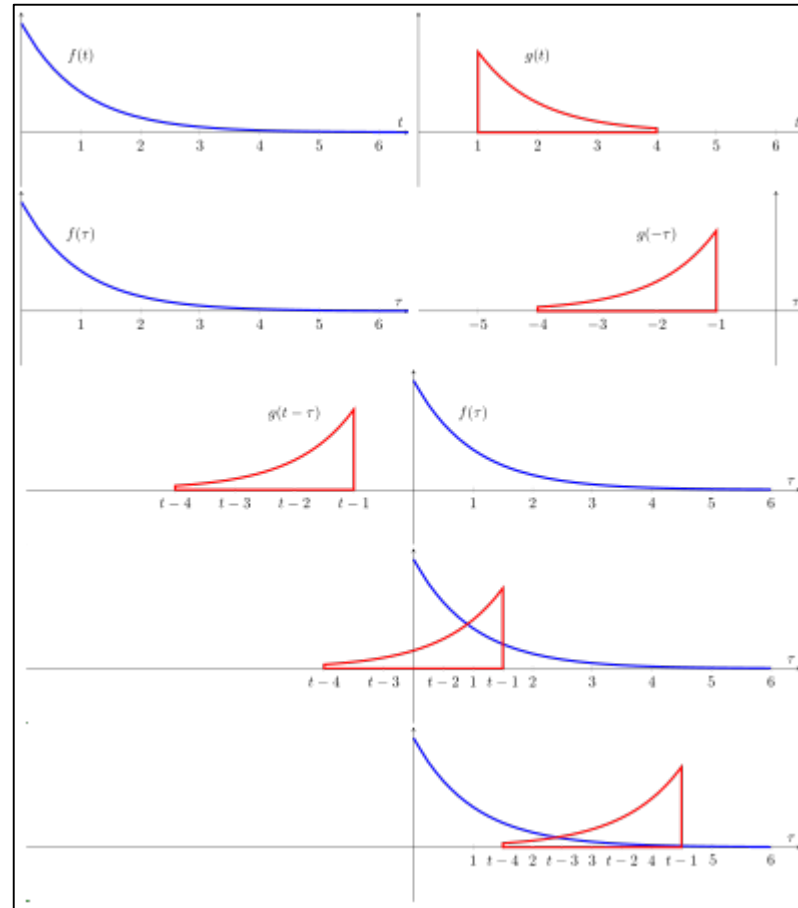 f(t) g(t)
t t
1 2 3 4 5 6 1 2 3 4 5 6
f(τ) g(−τ)
τ τ
1 2 3 4 5 6 −5 −4 −3 −2 −1
g(t − τ) f(τ)
τ
t − 4 t − 3 t − 2 t − 1 1 2 3 4 5 6
τ
t − 4 t − 3 t − 2 1 t − 1 2 3 4 5 6
τ
1 t − 4 2 t − 3 3 t − 2 4 t − 1 5 6